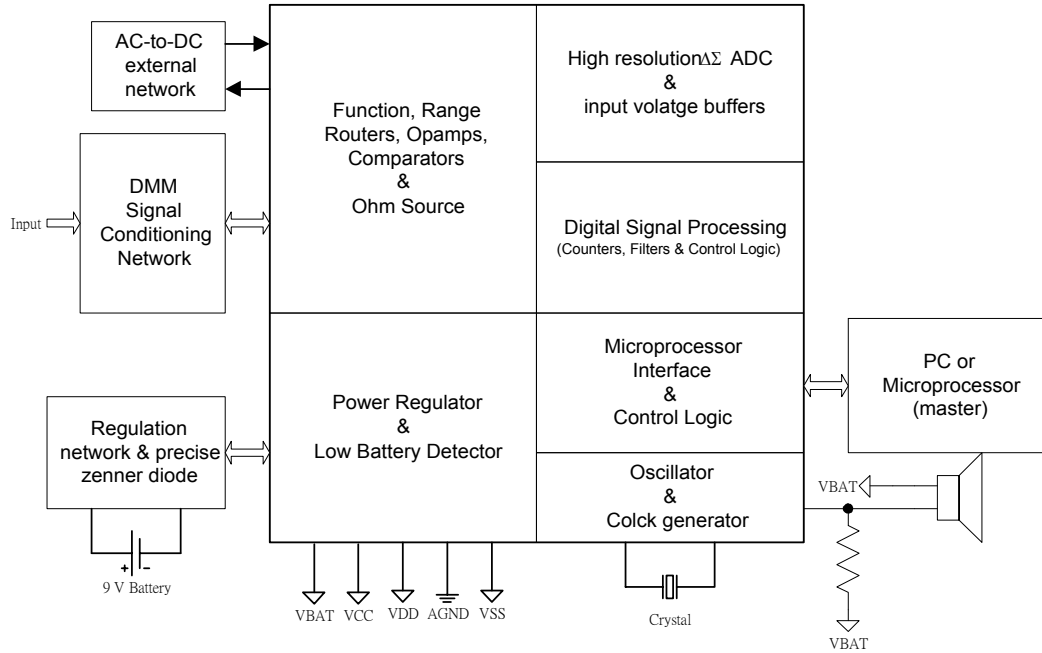 AC-to-DC
external
network
Function, Range
Routers, Opamps,
Comparators
&
Ohm Source
High resolutionΔΣ ADC
&
input volatge buffers
Input
DMM
Signal
Conditioning
Network
Digital Signal Processing
(Counters, Filters & Control Logic)
Power Regulator
&
Low Battery Detector
Microprocessor
Interface
&
Control Logic
PC or
Microprocessor
(master)
Regulation
network & precise
zenner diode
Oscillator
&
Colck generator
VBAT
9 V Battery
VBAT
VCC
VDD
AGND
VSS
Crystal
VBAT